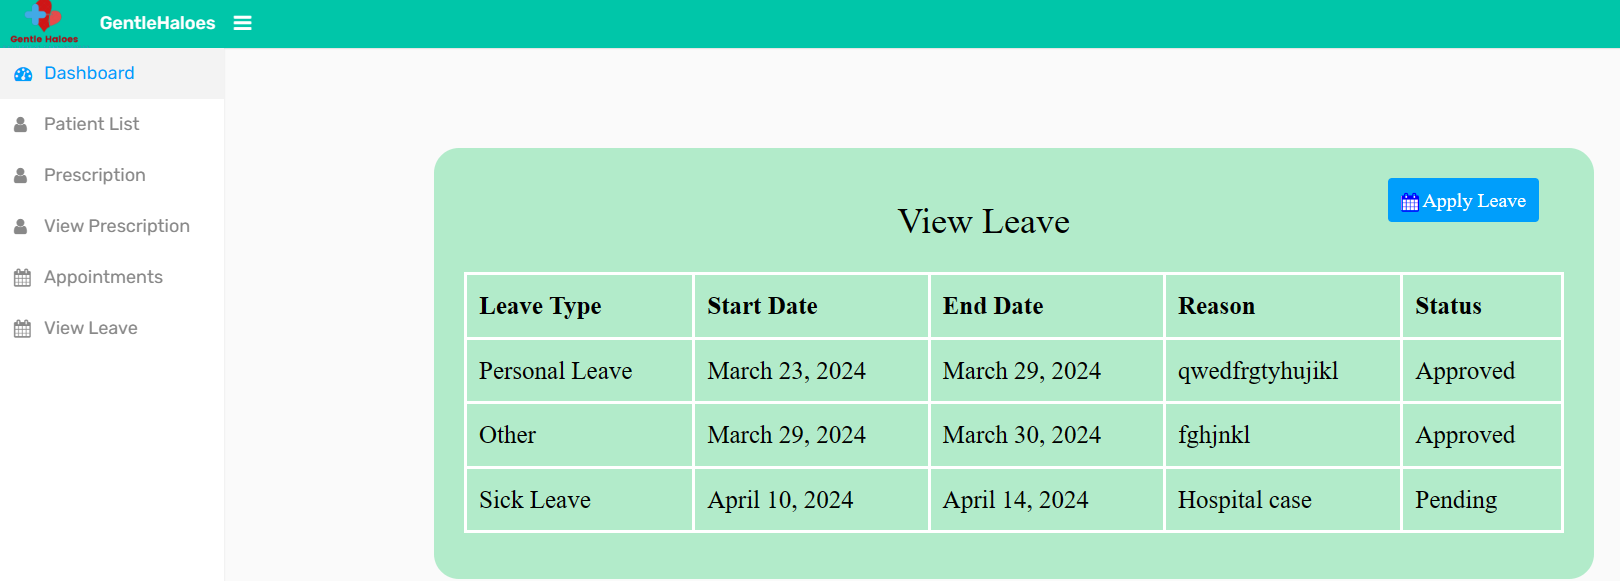 Gentle Haloes
GentleHaloes
Dashboard
Patient List
Prescription
View Prescription
Appointments
View Leave
Apply Leave
View Leave
Leave Type Start Date End Date Reason Status
Personal Leave March 23, 2024 March 29, 2024 qwedfrgtyhujikl Approved
Other March 29, 2024 March 30, 2024 fghjnkl Approved
Sick Leave April 10, 2024 April 14, 2024 Hospital case Pending